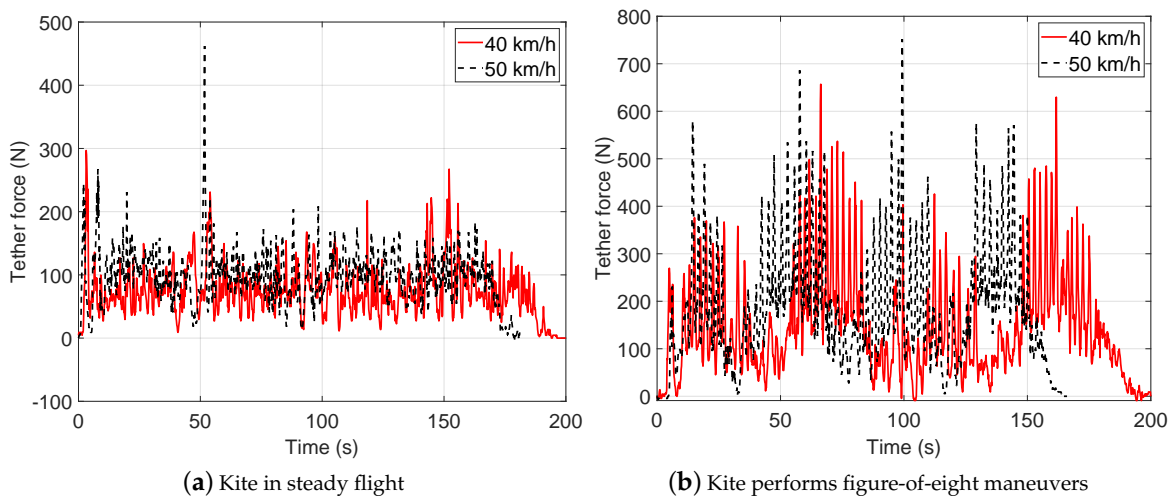 500
400
300
200
100
0
-100
0
50
100
150
200
Tether force (N)
Time (s)
40 km/h
50 km/h
(a) Kite in steady flight
800
700
600
500
400
300
200
100
0
0
50
100
150
200
Tether force (N)
Time (s)
40 km/h
50 km/h
(b) Kite performs figure-of-eight maneuvers